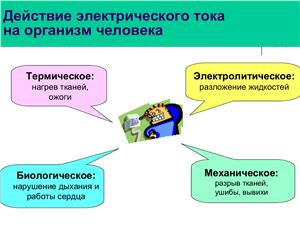 Действие электрического тока
на организм человека
Термическое:
нагрев тканей,
ожоги
Электролитическое:
разложение жидкостей
Биологическое:
нарушение дыхания и
работы сердца
Механическое:
разрыв тканей,
ушибы, вывихи